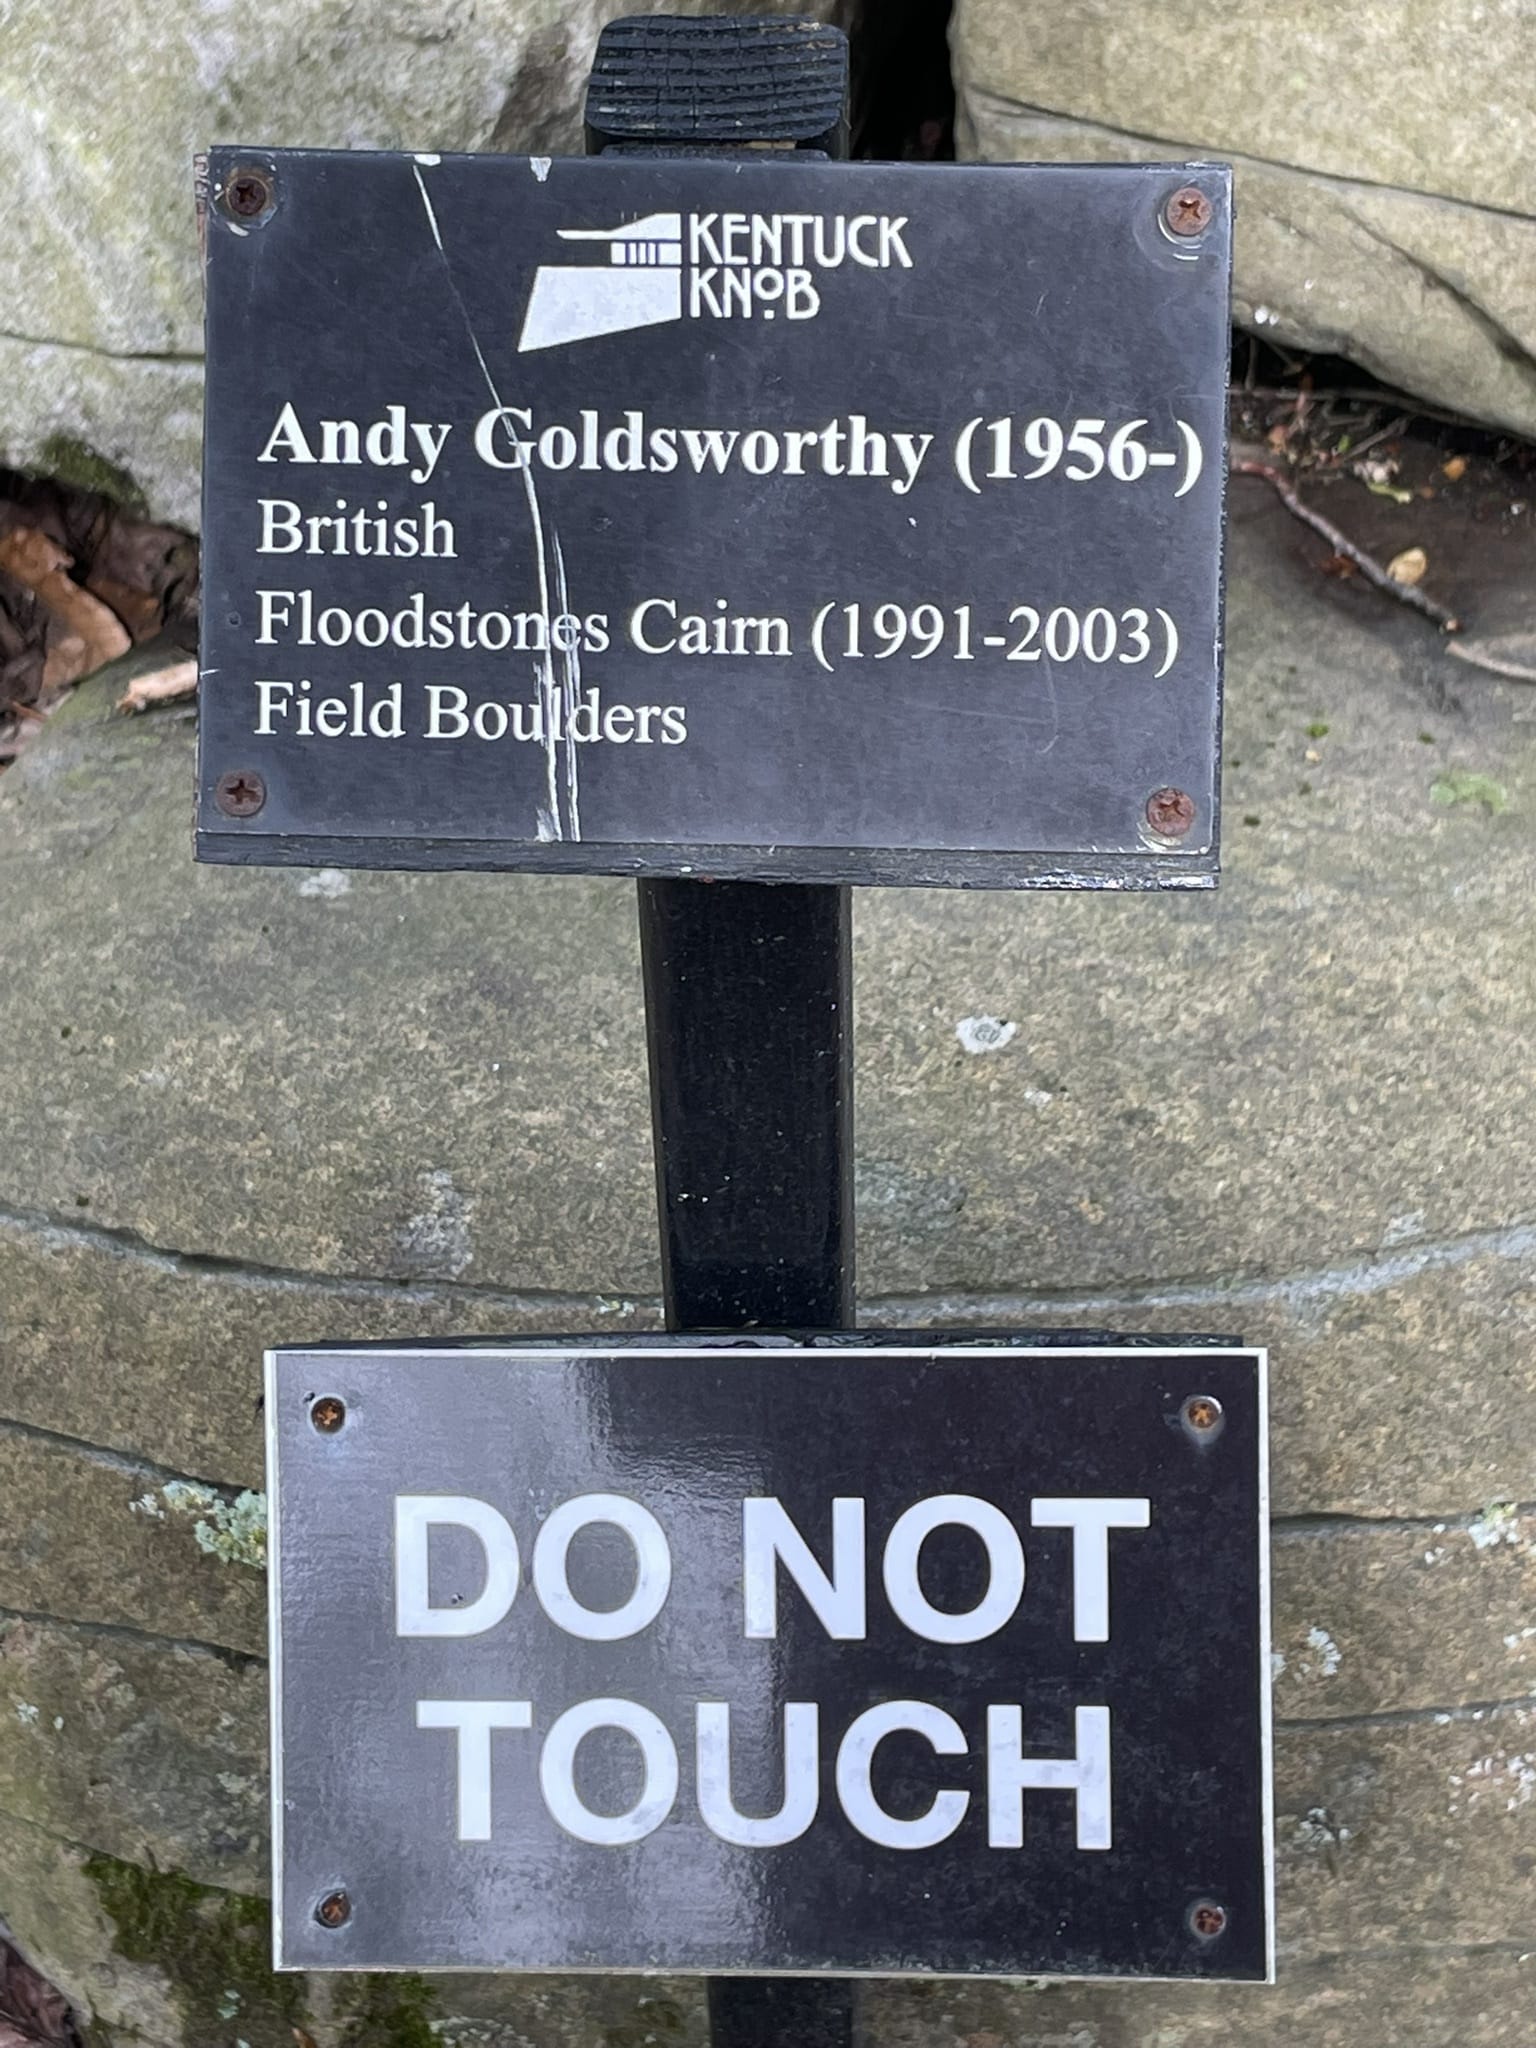 KENTUCK
KNOB
Andy Goldsworthy (1956-)
British
Floodstones Cairn (1991-2003)
Field Boulders
DO NOT
TOUCH